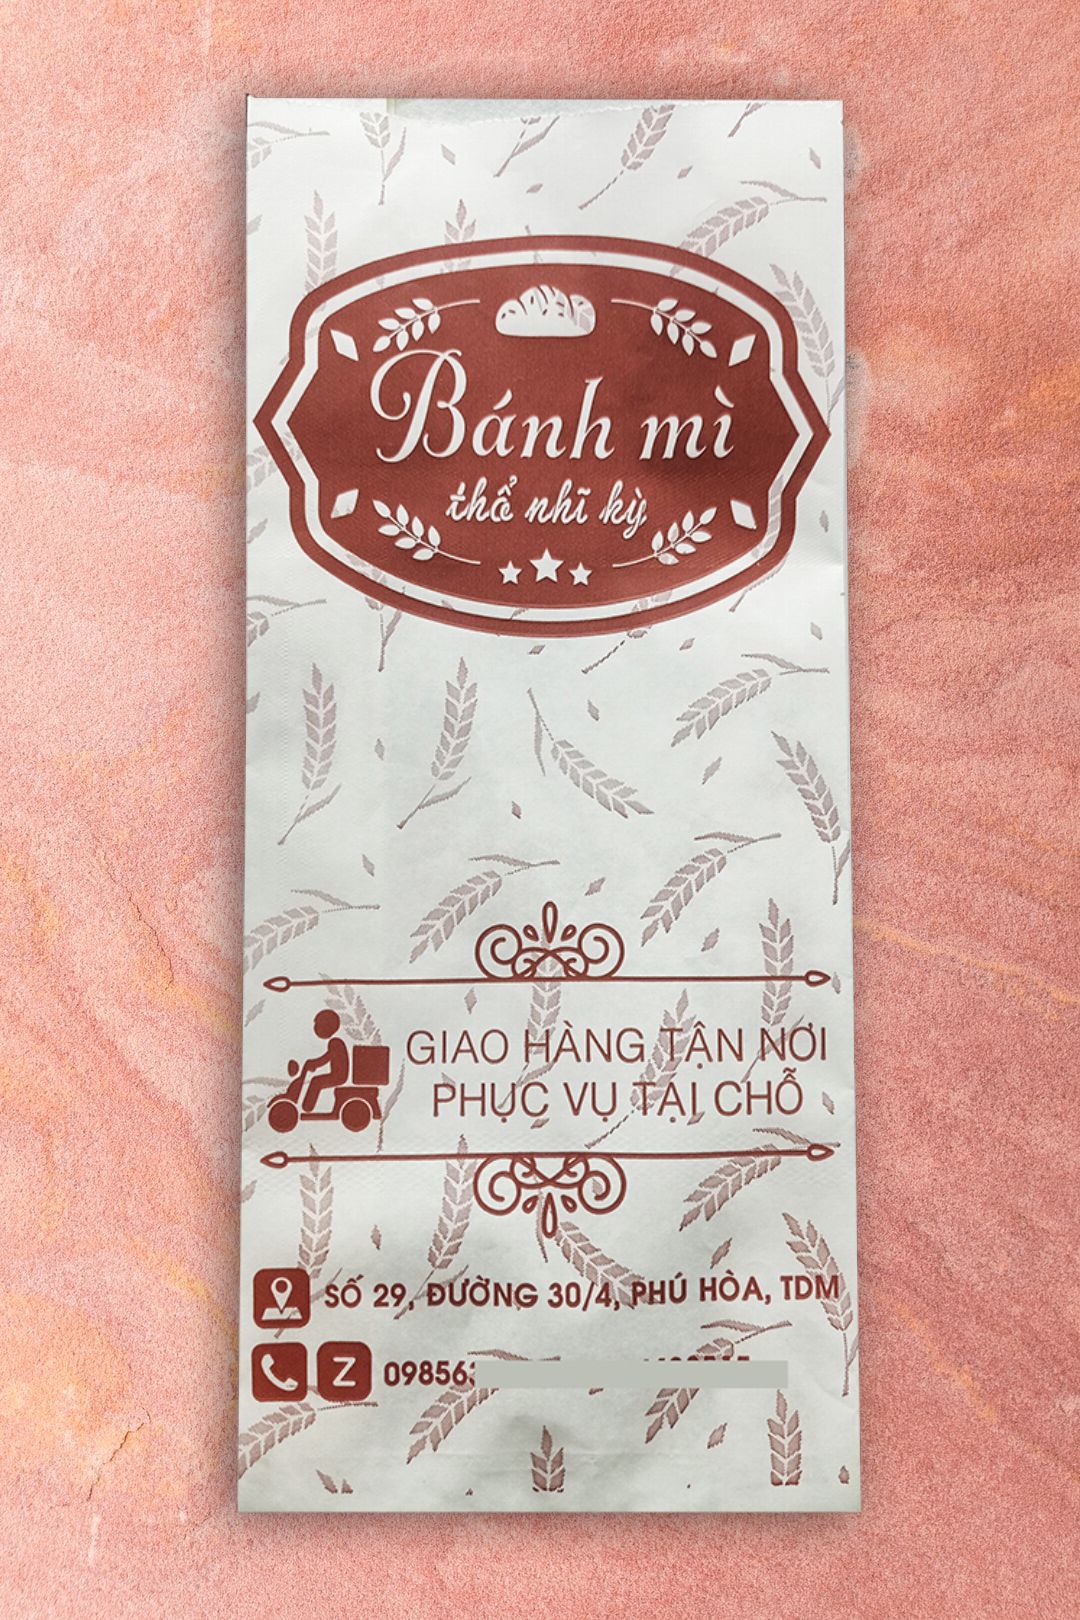 Bánh mì
thổ nhĩ kỳ
GIAO HÀNG TẬN NƠI
PHỤC VỤ TẠI CHỖ
SỐ 29, ĐƯỜNG 30/4, PHÚ HÒA, TDM
Z